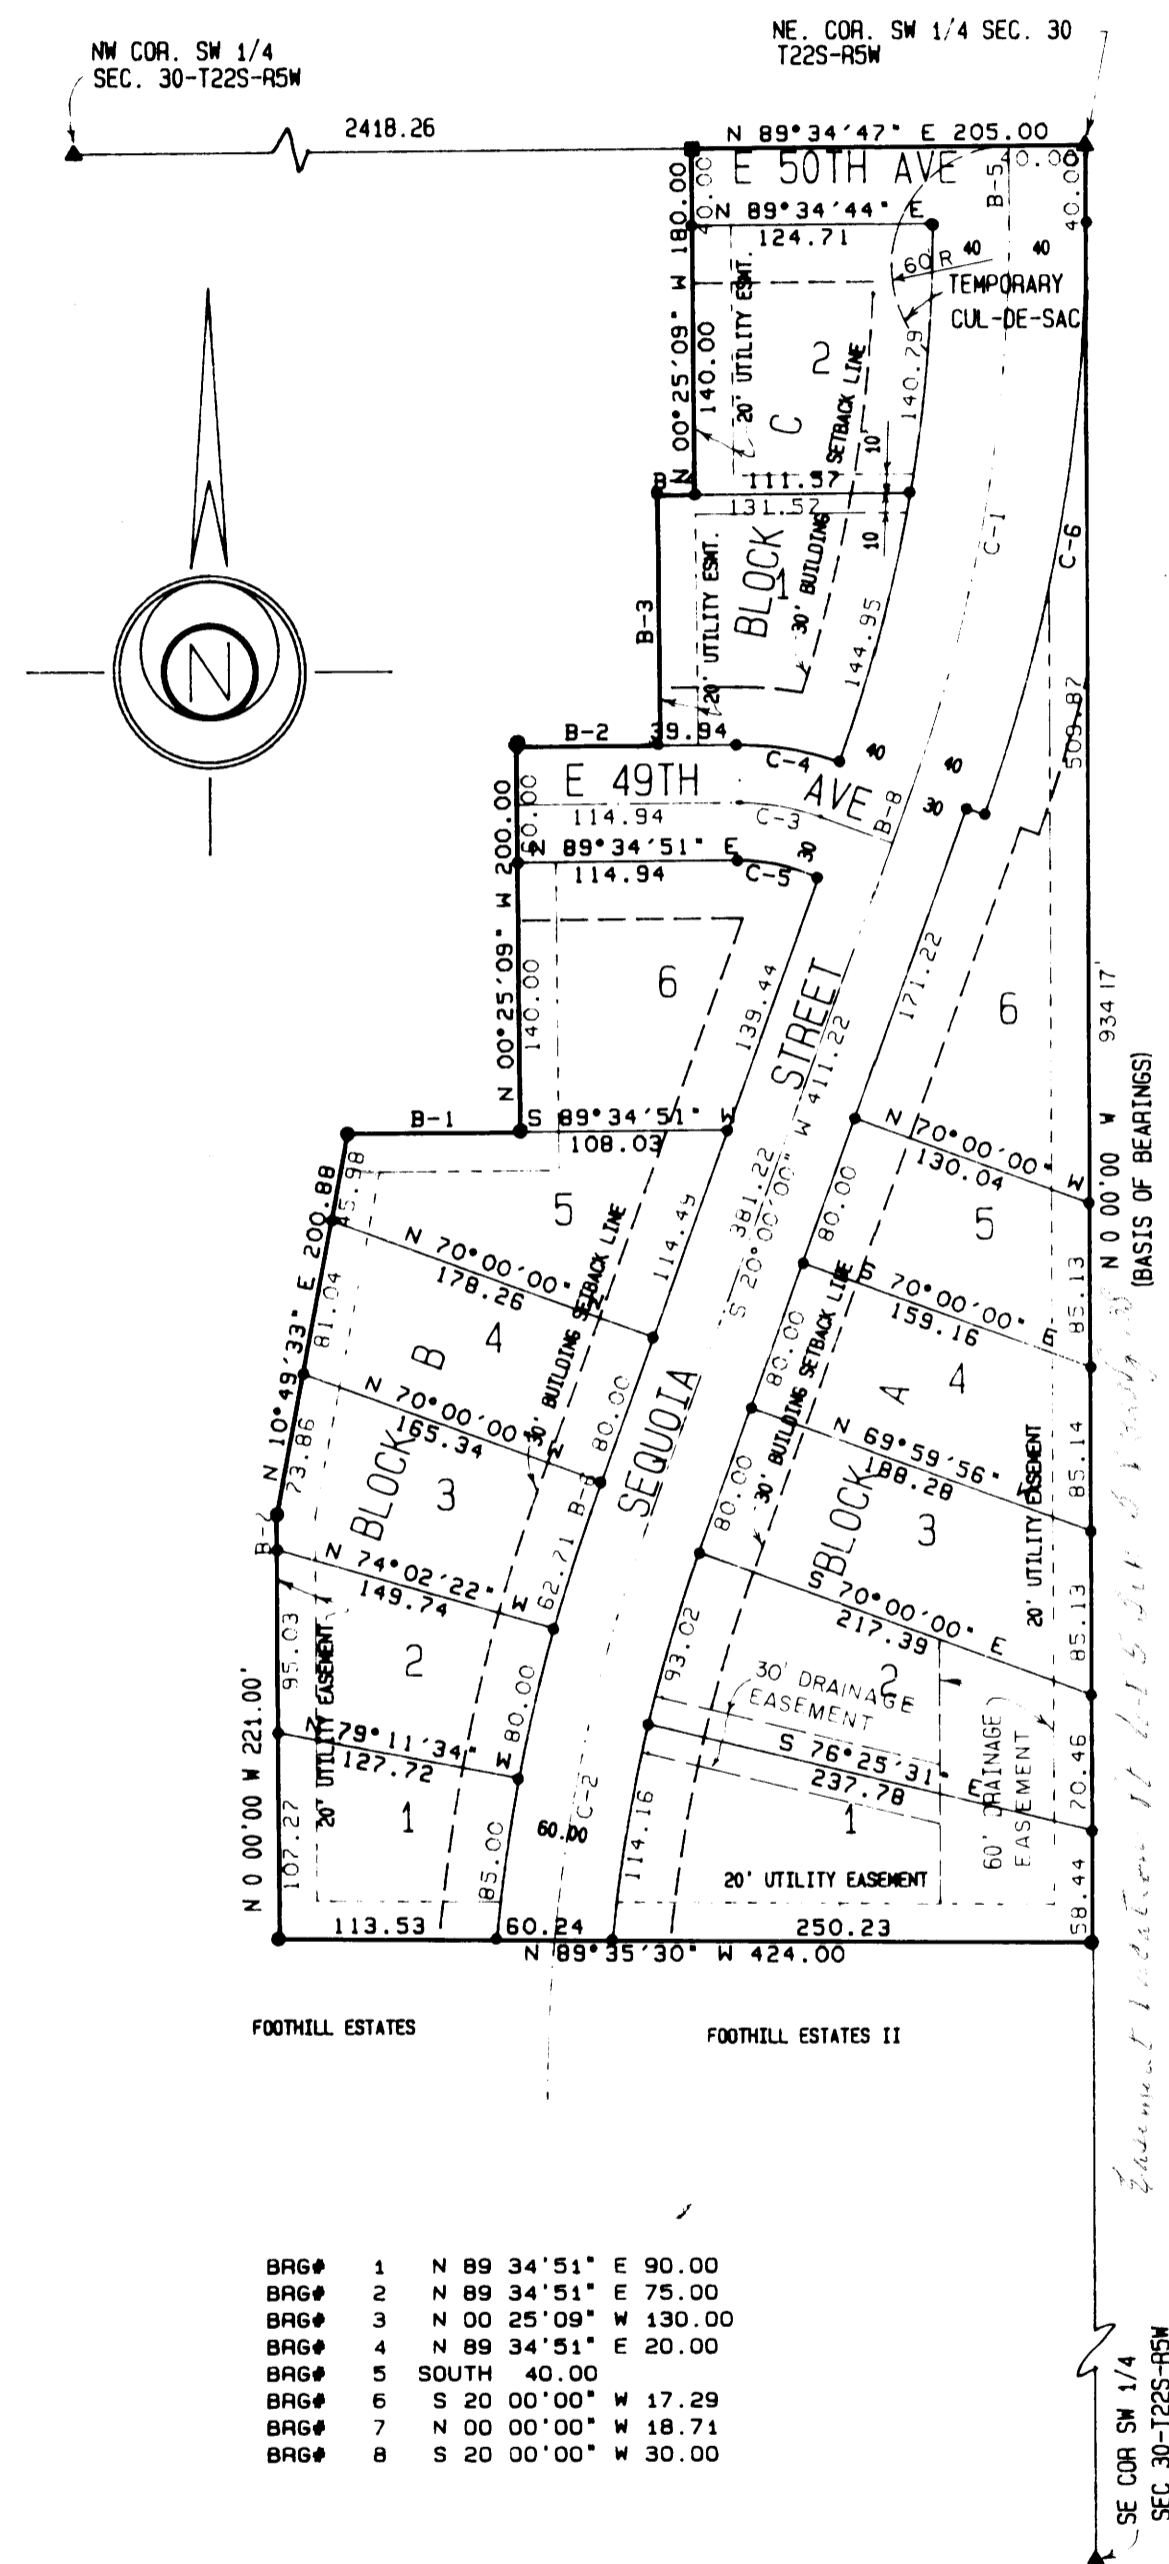 NW COR. SW 1/4
SEC. 30-T22S-R5W
NE. COR. SW 1/4 SEC. 30
T22S-R5W
2418.26
N 89°34'47" E 205.00
E 50TH AVE
40.00
40.00
40.00
B-5
N 89°34'44" E
124.71
N 00°25'09" W 180.00
140.00
20' UTILITY ESMT.
60 R
40
40
TEMPORARY
CUL-DE-SAC
2
C
30' BUILDING SETBACK LINE
140.79
10'
111.57
131.52
10
BLOCK
1
20' UTILITY ESMT.
B-3
144.95
C-1
C-6
509.87
B-2
39.94
C-4
40
40
E 49TH AVE
60.00
114.94
C-3
B-8
30
N 89°34'51" E
114.94
C-5
30
N 00°25'09" W 200.00
140.00
6
139.44
171.22
6
934.17'
N 0 00'00 W
(BASIS OF BEARINGS)
SEQUOIA STREET
S 20°00'00" W 411.22
381.22
B-1
S 89°34'51" W
108.03
N 70°00'00" W
130.04
N 10°49'33" E 200.88
45.98
5
114.49
80.00
5
85.13
N 70°00'00" W
178.26
S 70°00'00" E
159.16
81.04
B
4
30' BUILDING SETBACK LINE
80.00
80.00
30' BUILDING SETBACK LINE
A
4
85.14
N 70°00'00" W
165.34
N 69°59'56" W
188.28
73.86
BLOCK
3
B-6
62.71
80.00
BLOCK
3
20' UTILITY EASEMENT
85.13
B-7
N 74°02'22" W
149.74
S 70°00'00" E
217.39
95.03
20' UTILITY EASEMENT
2
80.00
93.02
2
30' DRAINAGE
EASEMENT
60' DRAINAGE
EASEMENT
70.46
N 0 00'00 W 221.00'
N 79°11'34" W
127.72
S 76°25'31" E
237.78
107.27
1
85.00
60.00
C-2
114.16
1
20' UTILITY EASEMENT
58.44
113.53
60.24
250.23
N 89°35'30" W 424.00
FOOTHILL ESTATES
FOOTHILL ESTATES II
N
BRG# 1 N 89 34'51" E 90.00
BRG# 2 N 89 34'51" E 75.00
BRG# 3 N 00 25'09" W 130.00
BRG# 4 N 89 34'51" E 20.00
BRG# 5 SOUTH 40.00
BRG# 6 S 20 00'00" W 17.29
BRG# 7 N 00 00'00" W 18.71
BRG# 8 S 20 00'00" W 30.00
SE COR SW 1/4
SEC 30-T22S-R5W